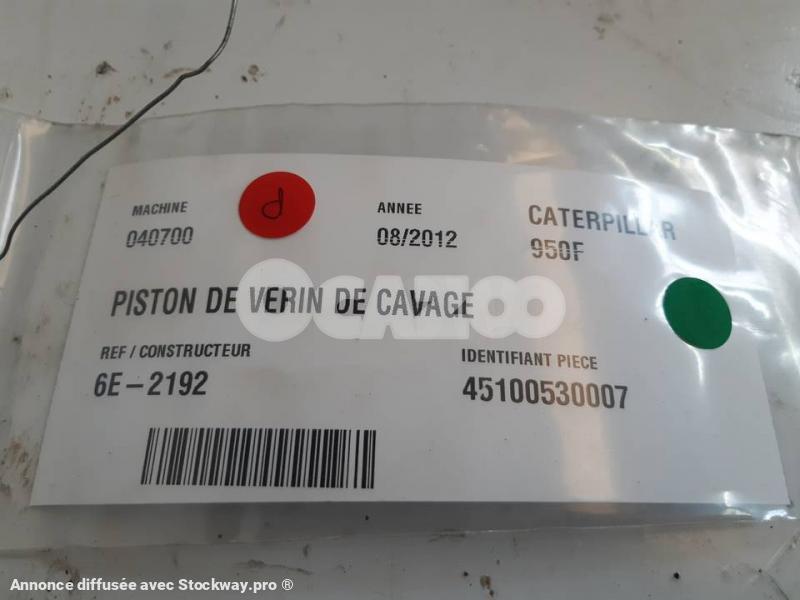 MACHINE
040700
d
ANNEE
08/2012
CATERPILLAR
950F
PISTON DE VERIN DE CAVAGE
OCAZOO
REF / CONSTRUCTEUR
6E-2192
IDENTIFIANT PIECE
45100530007
Annonce diffusée avec Stockway.pro ®